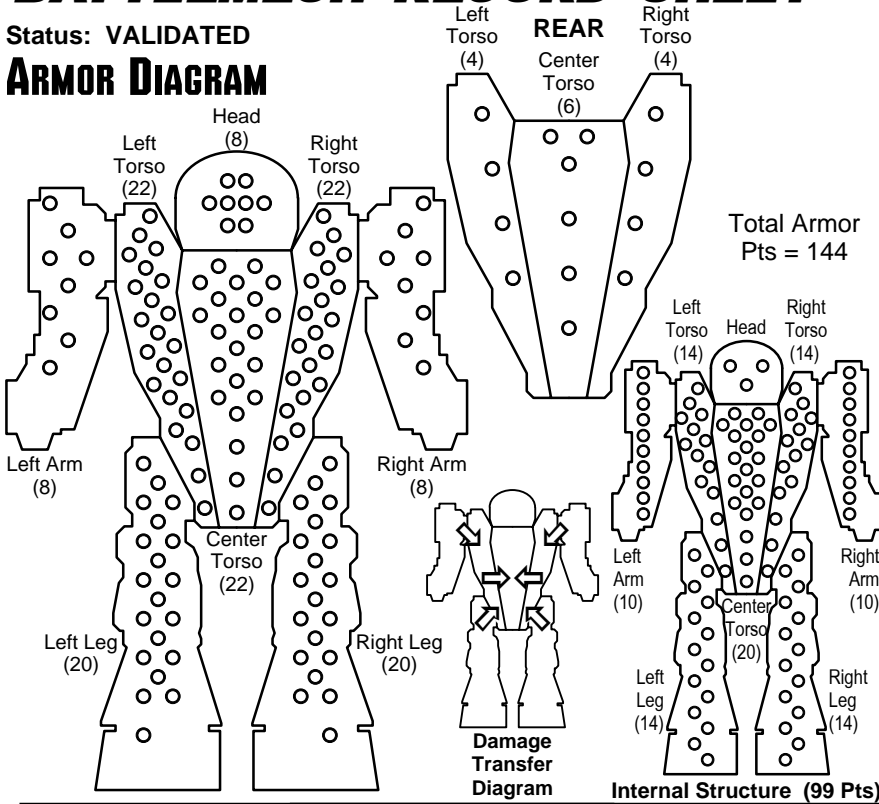 BATTLEMECH RECORD SHEET
Status: VALIDATED
ARMOR DIAGRAM
Head
(8)
Left
Torso
(22)
Right
Torso
(22)
Left Arm
(8)
Right Arm
(8)
Center
Torso
(22)
Left Leg
(20)
Right Leg
(20)
REAR
Left
Torso
(4)
Center
Torso
(6)
Right
Torso
(4)
Total Armor
Pts = 144
Damage
Transfer
Diagram
Left
Torso
(14)
Head
Right
Torso
(14)
Left
Arm
(10)
Right
Arm
(10)
Center
Torso
(20)
Left
Leg
(14)
Right
Leg
(14)
Internal Structure (99 Pts)